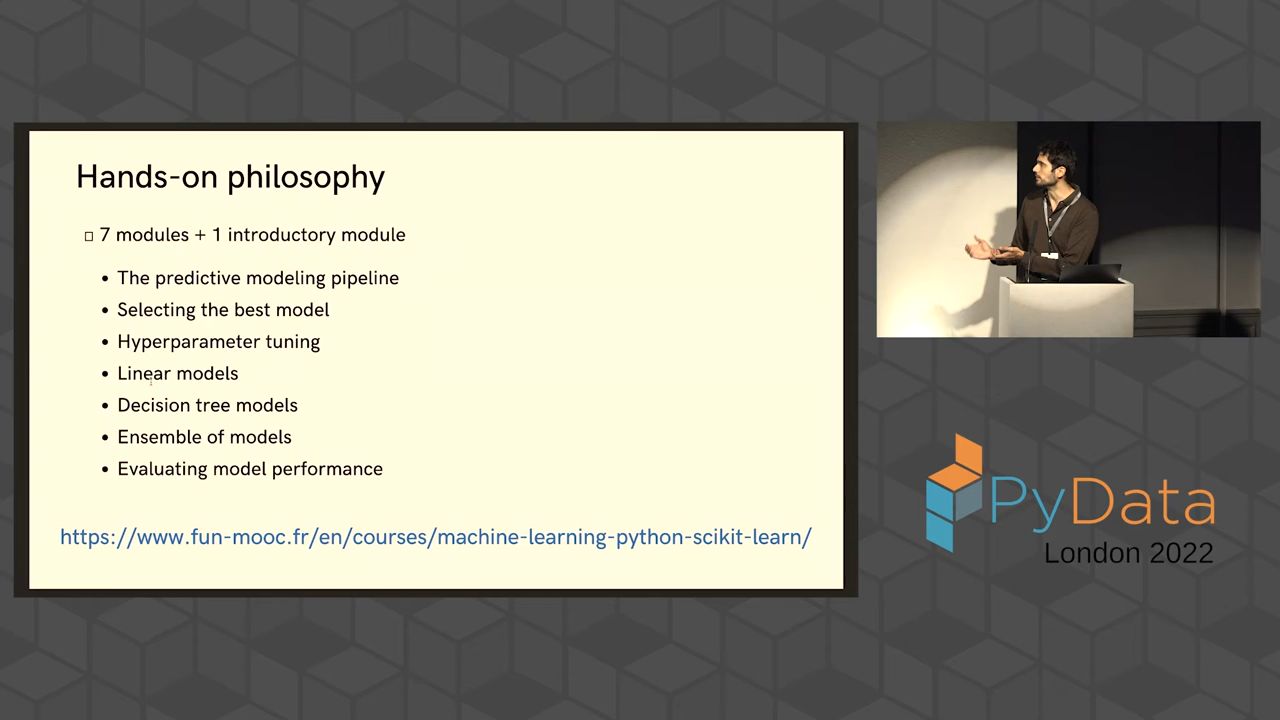 Hands-on philosophy
7 modules + 1 introductory module
• The predictive modeling pipeline
• Selecting the best model
• Hyperparameter tuning
• Linear models
• Decision tree models
• Ensemble of models
• Evaluating model performance
https://www.fun-mooc.fr/en/courses/machine-learning-python-scikit-learn/
PyData
London 2022